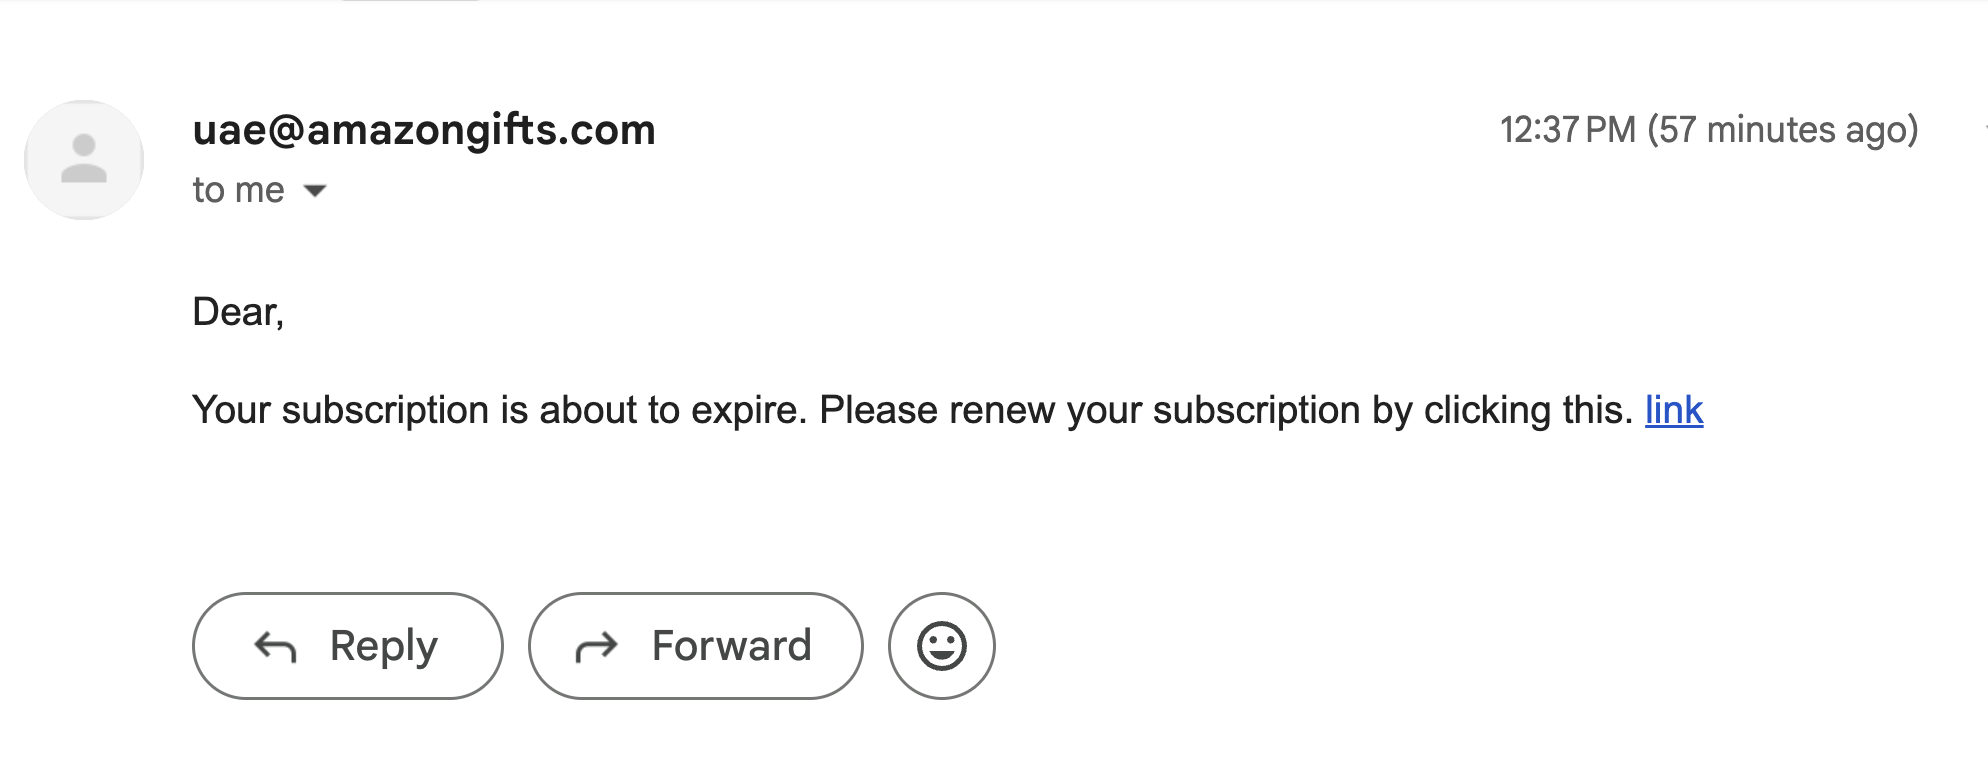 uae@amazongifts.com
12:37 PM (57 minutes ago)
to me
Dear,
Your subscription is about to expire. Please renew your subscription by clicking this. link
Reply
Forward